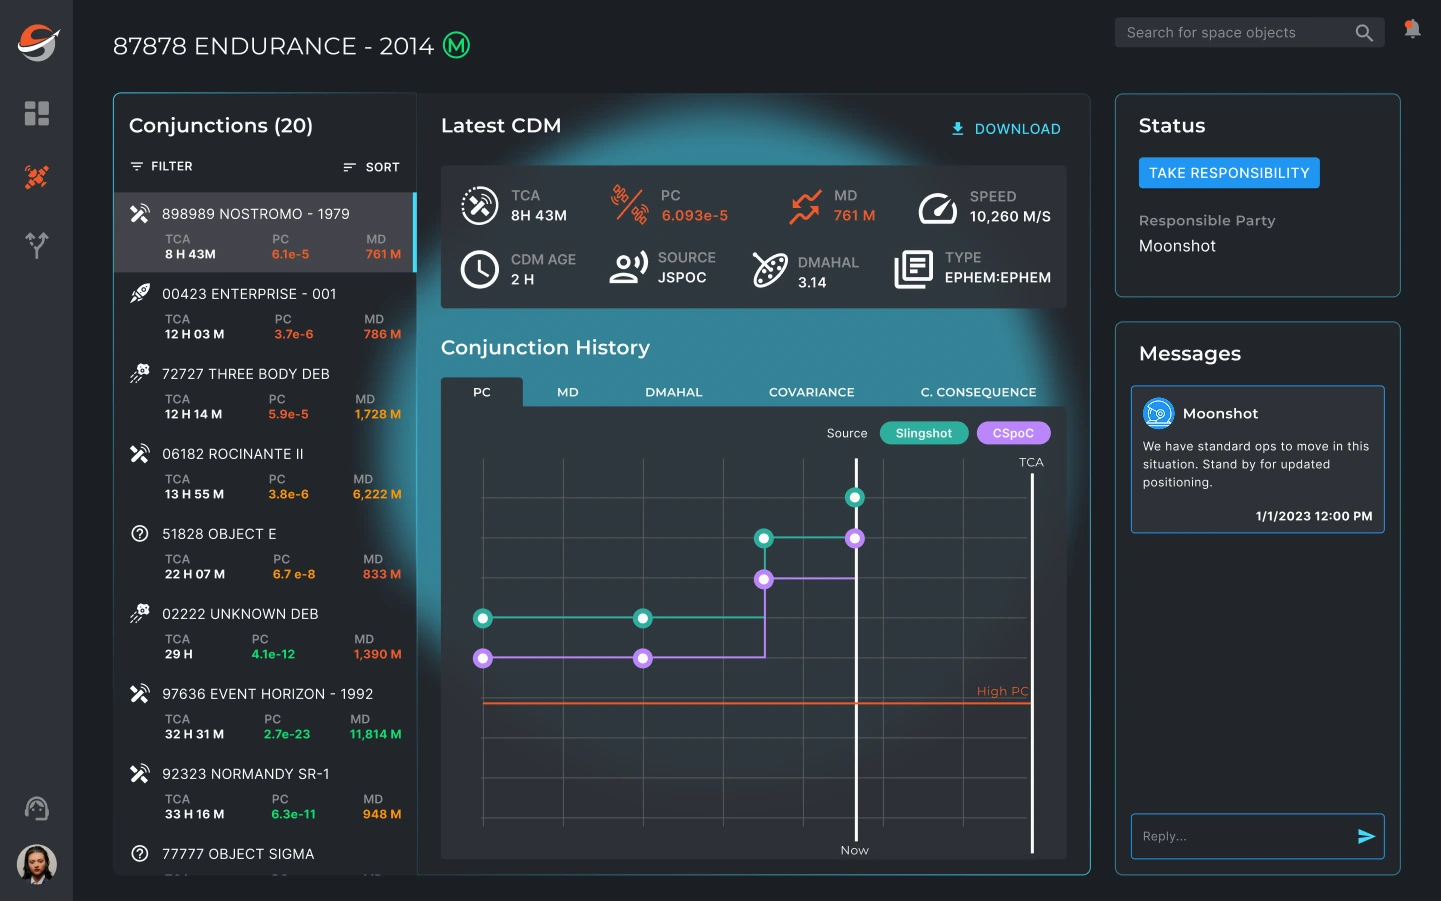 87878 ENDURANCE - 2014 M
Search for space objects
Conjunctions (20)
FILTER
SORT
898989 NOSTROMO - 1979
TCA PC MD
8 H 43M 6.1e-5 761 M
00423 ENTERPRISE - 001
TCA PC MD
12 H 03 M 3.7e-6 786 M
72727 THREE BODY DEB
TCA PC MD
12 H 14 M 5.9e-5 1,728 M
06182 ROCINANTE II
TCA PC MD
13 H 55 M 3.8e-6 6,222 M
51828 OBJECT E
TCA PC MD
22 H 07 M 6.7 e-8 833 M
02222 UNKNOWN DEB
TCA PC MD
29 H 4.1e-12 1,390 M
97636 EVENT HORIZON - 1992
TCA PC MD
32 H 31 M 2.7e-23 11,814 M
92323 NORMANDY SR-1
TCA PC MD
33 H 16 M 6.3e-11 948 M
77777 OBJECT SIGMA
Latest CDM
DOWNLOAD
TCA PC MD SPEED
8H 43M 6.093e-5 761 M 10,260 M/S
CDM AGE SOURCE DMAHAL TYPE
2 H JSPOC 3.14 EPHEM:EPHEM
Conjunction History
PC MD DMAHAL COVARIANCE C. CONSEQUENCE
Source Slingshot CSpoC
TCA
High PC
Now
Status
TAKE RESPONSIBILITY
Responsible Party
Moonshot
Messages
Moonshot
We have standard ops to move in this
situation. Stand by for updated
positioning.
1/1/2023 12:00 PM
Reply...